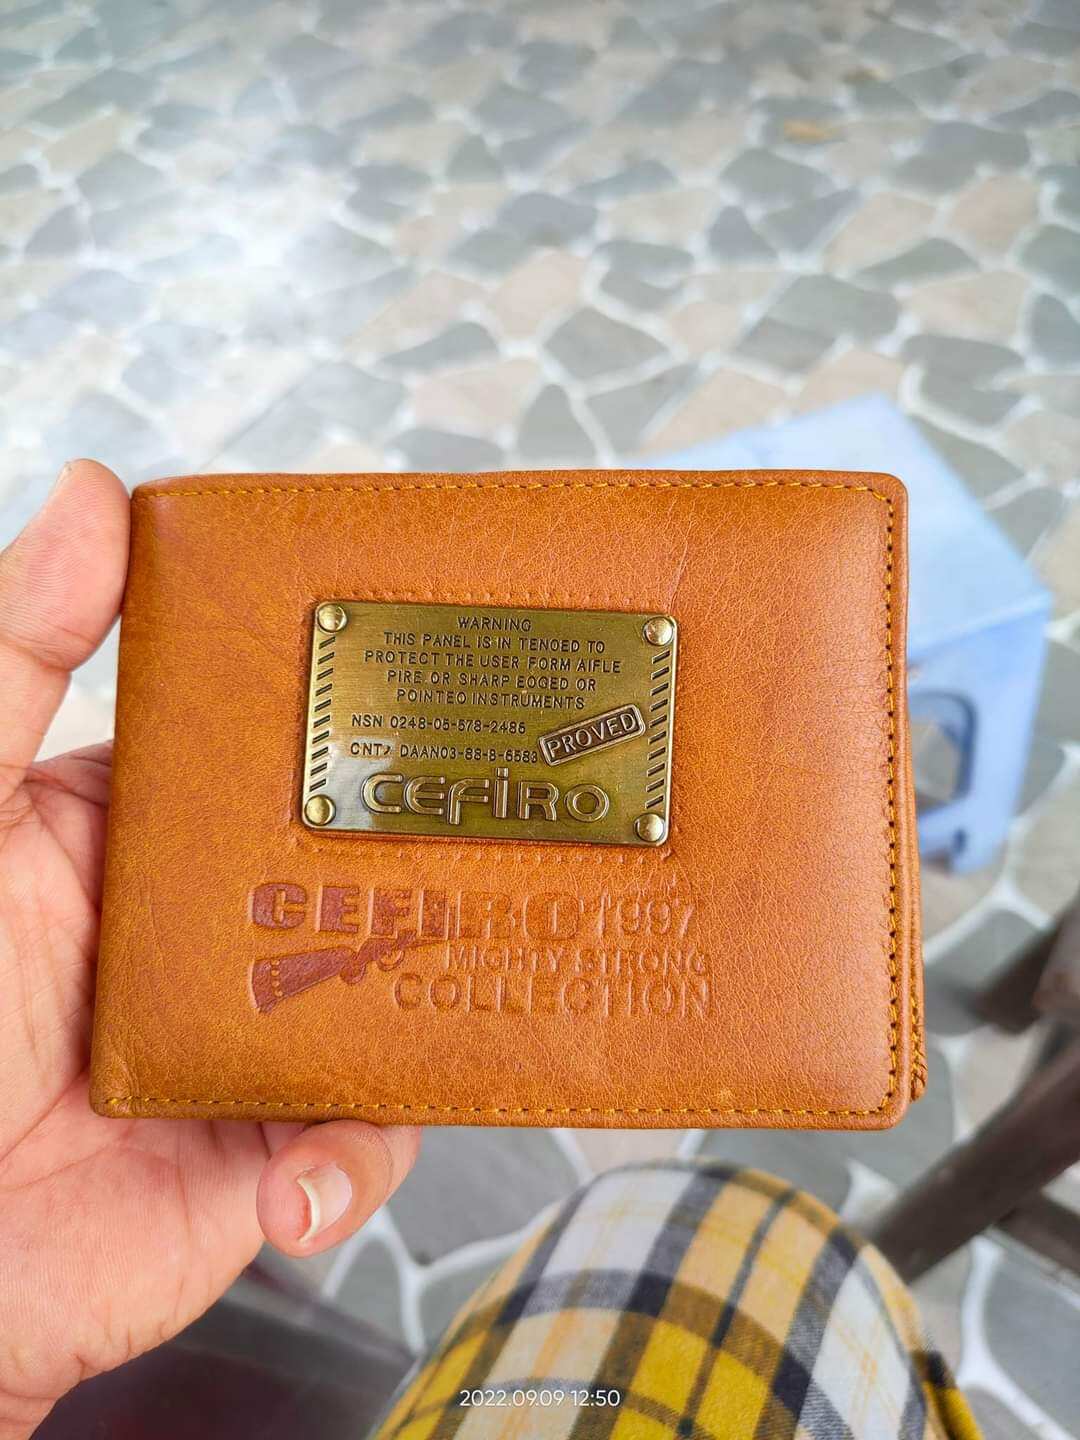 WARNING
THIS PANEL IS IN TENOED TO
PROTECT THE USER FORM AIFLE
PIRE.OR SHARP EOGED OR
POINTEO INSTRUMENTS
NSN 0248-05-578-2486
PROVED
CNT, DAAN03-88-8-6583
CEFIRO
CEFIRO 1997
MIGHTY STRONG
COLLECTION
2022.09.09 12:50